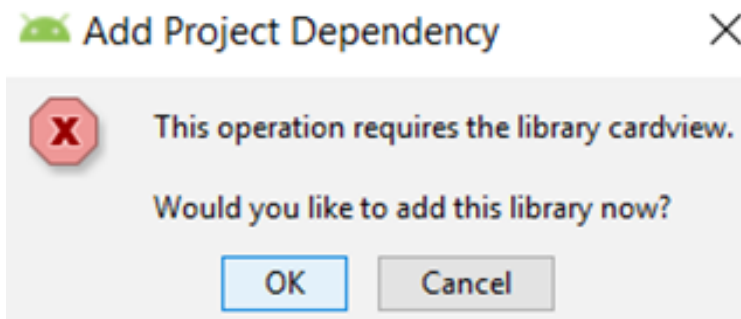 Add Project Dependency
This operation requires the library cardview.
Would you like to add this library now?
OK Cancel